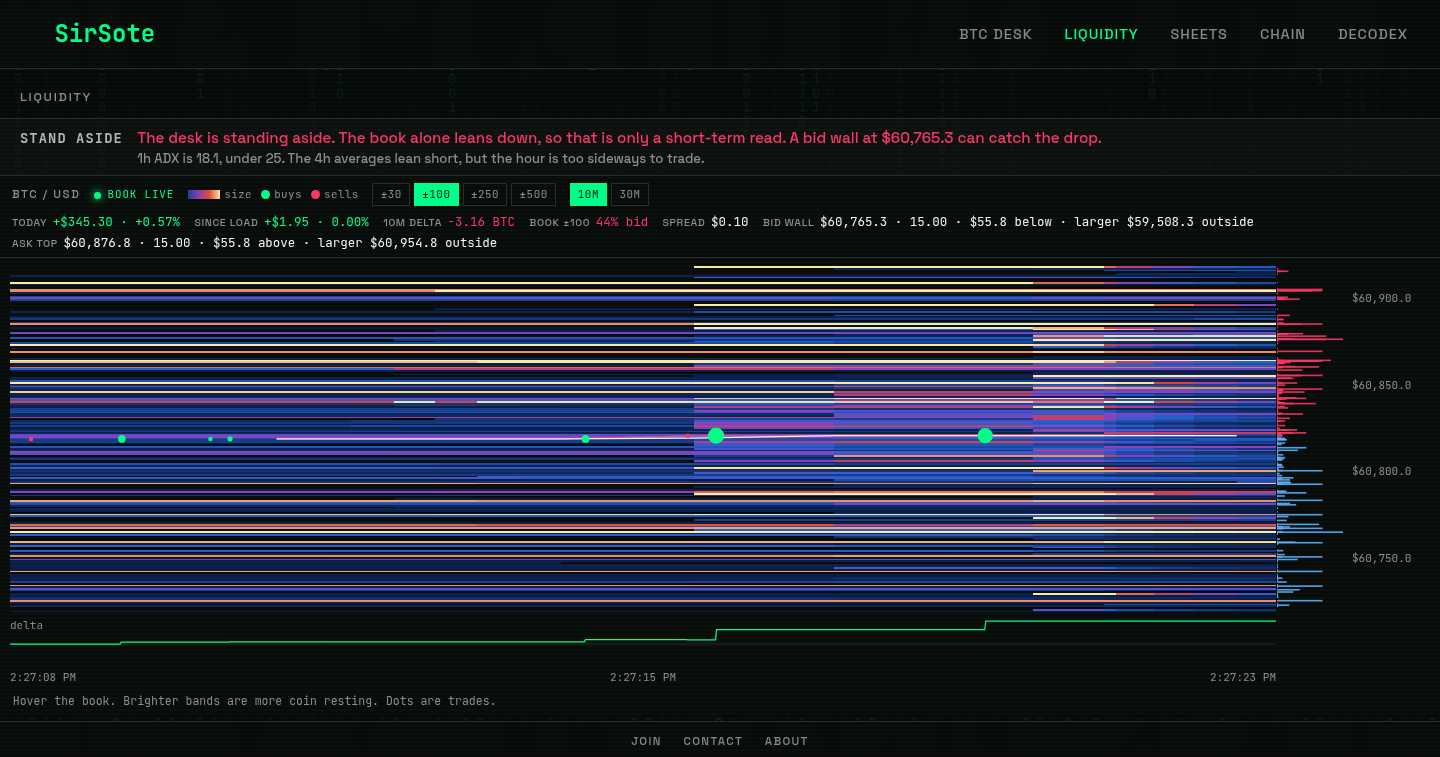 SirSote
BTC DESK LIQUIDITY SHEETS CHAIN DECODEX
LIQUIDITY
STAND ASIDE The desk is standing aside. The book alone leans down, so that is only a short-term read. A bid wall at $60,765.3 can catch the drop.
1h ADX is 18.1, under 25. The 4h averages lean short, but the hour is too sideways to trade.
BTC / USD BOOK LIVE size buys sells ±30 ±100 ±250 ±500 10M 30M
TODAY +$345.30 · +0.57% SINCE LOAD +$1.95 · 0.00% 10M DELTA -3.16 BTC BOOK ±100 44% bid SPREAD $0.10 BID WALL $60,765.3 · 15.00 · $55.8 below · larger $59,508.3 outside
ASK TOP $60,876.8 · 15.00 · $55.8 above · larger $60,954.8 outside
$60,900.0
$60,850.0
$60,800.0
$60,750.0
delta
2:27:08 PM 2:27:15 PM 2:27:23 PM
Hover the book. Brighter bands are more coin resting. Dots are trades.
JOIN CONTACT ABOUT